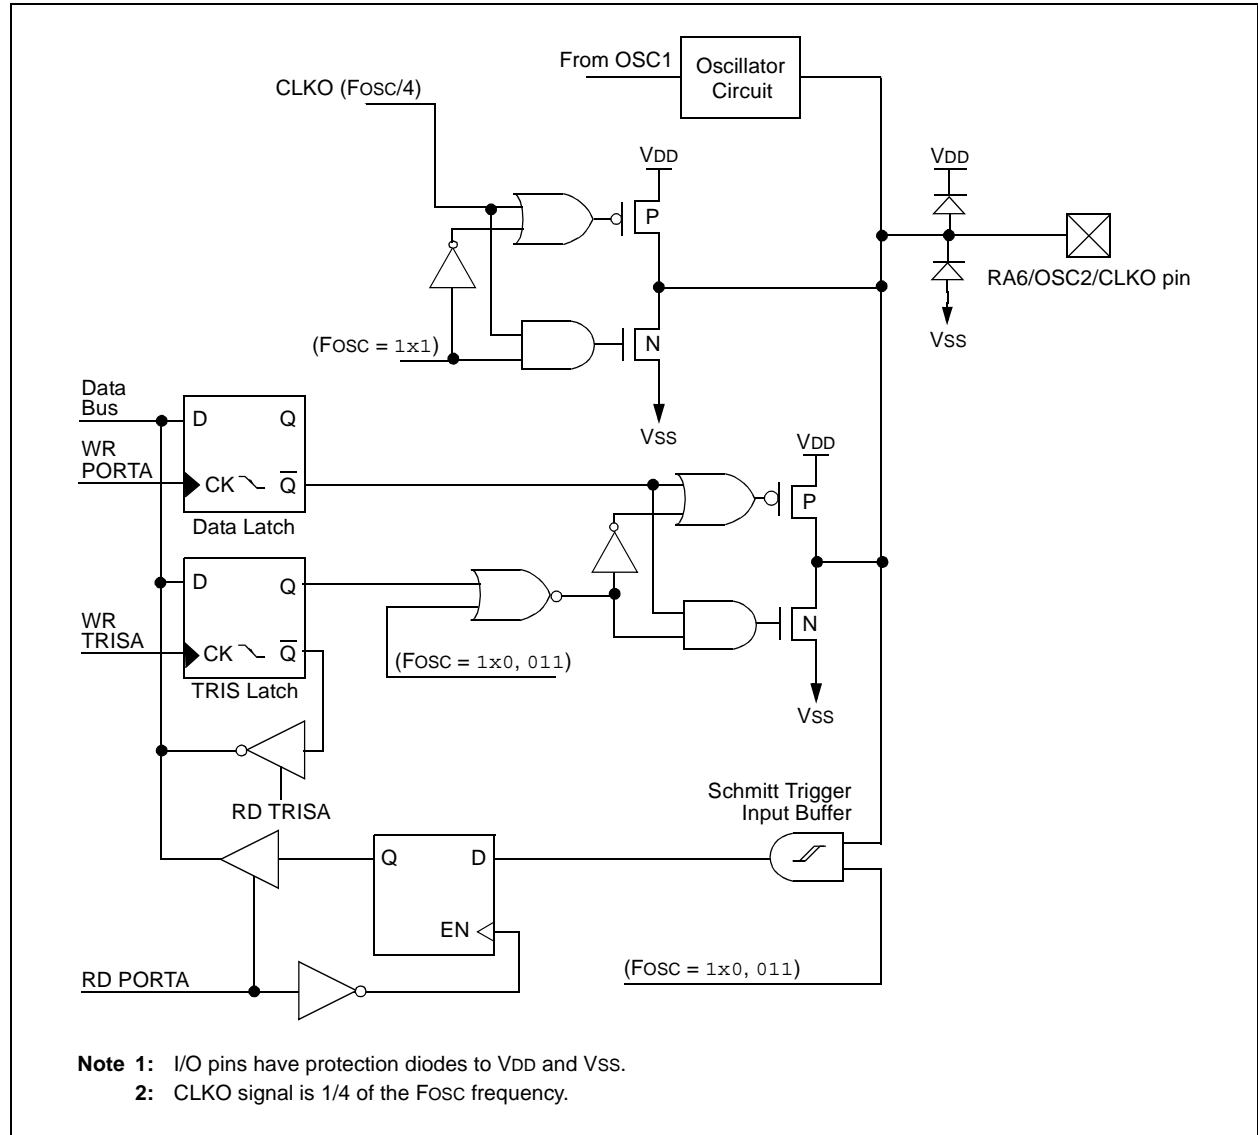 From OSC1
Oscillator
Circuit
CLKO (FOSC/4)
VDD
P
VDD
RA6/OSC2/CLKO pin
VSS
(FOSC = 1x1)
N
VSS
Data
Bus
D
Q
WR
PORTA
CK
Q
Data Latch
VDD
P
D
Q
WR
TRISA
CK
Q
TRIS Latch
(FOSC = 1x0, 011)
N
VSS
RD TRISA
Schmitt Trigger
Input Buffer
Q
D
EN
RD PORTA
(FOSC = 1x0, 011)
Note 1: I/O pins have protection diodes to VDD and VSS.
2: CLKO signal is 1/4 of the FOSC frequency.